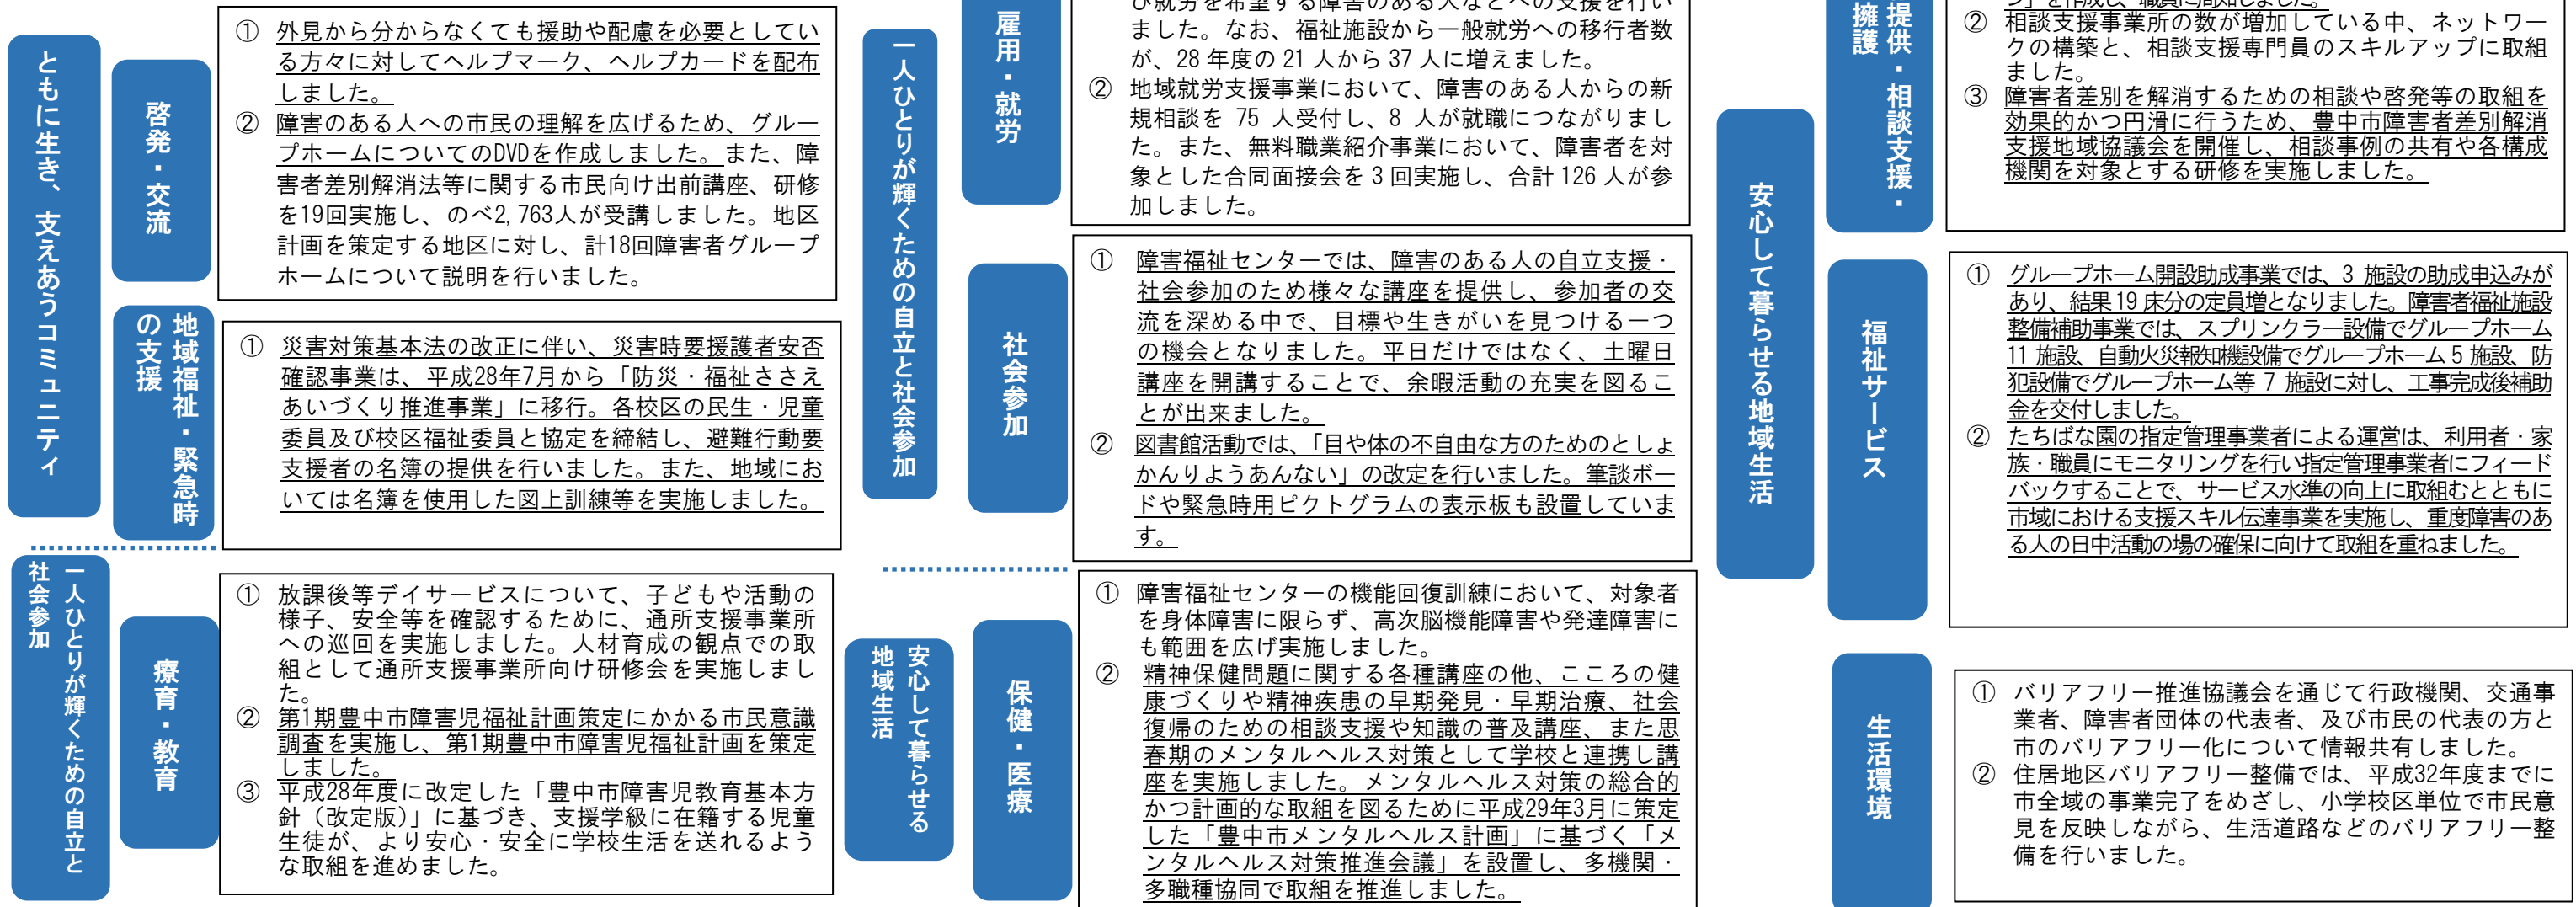 ともに生き、支えあうコミュニティ
啓発・交流
① 外見から分からなくても援助や配慮を必要としてい
る方々に対してヘルプマーク、ヘルプカードを配布
しました。
② 障害のある人への市民の理解を広げるため、グルー
プホームについてのDVDを作成しました。また、障
害者差別解消法等に関する市民向け出前講座、研修
を19回実施し、のべ2,763人が受講しました。地区
計画を策定する地区に対し、計18回障害者グループ
ホームについて説明を行いました。
地域福祉・緊急時
の支援
① 災害対策基本法の改正に伴い、災害時要援護者安否
確認事業は、平成28年7月から「防災・福祉ささえ
あいづくり推進事業」に移行。各校区の民生・児童
委員及び校区福祉委員と協定を締結し、避難行動要
支援者の名簿の提供を行いました。また、地域にお
いては名簿を使用した図上訓練等を実施しました。
一人ひとりが輝くための自立と
社会参加
療育・教育
① 放課後等デイサービスについて、子どもや活動の
様子、安全等を確認するために、通所支援事業所
への巡回を実施しました。人材育成の観点での取
組として通所支援事業所向け研修会を実施しまし
た。
② 第1期豊中市障害児福祉計画策定にかかる市民意識
調査を実施し、第1期豊中市障害児福祉計画を策定
しました。
③ 平成28年度に改定した「豊中市障害児教育基本方
針（改定版）」に基づき、支援学級に在籍する児童
生徒が、より安心・安全に学校生活を送れるよう
な取組を進めました。
一人ひとりが輝くための自立と社会参加
雇用・就労
び就労を希望する障害のある人などへの支援を行い
ました。なお、福祉施設から一般就労への移行者数
が、28 年度の 21 人から 37 人に増えました。
② 地域就労支援事業において、障害のある人からの新
規相談を 75 人受付し、8 人が就職につながりまし
た。また、無料職業紹介事業において、障害者を対
象とした合同面接会を 3 回実施し、合計 126 人が参
加しました。
社会参加
① 障害福祉センターでは、障害のある人の自立支援・
社会参加のため様々な講座を提供し、参加者の交
流を深める中で、目標や生きがいを見つける一つ
の機会となりました。平日だけではなく、土曜日
講座を開講することで、余暇活動の充実を図るこ
とが出来ました。
② 図書館活動では、「目や体の不自由な方のためのとしょ
かんりようあんない」の改定を行いました。筆談ボー
ドや緊急時用ピクトグラムの表示板も設置していま
す。
安心して暮らせる
地域生活
保健・医療
① 障害福祉センターの機能回復訓練において、対象者
を身体障害に限らず、高次脳機能障害や発達障害に
も範囲を広げ実施しました。
② 精神保健問題に関する各種講座の他、こころの健
康づくりや精神疾患の早期発見・早期治療、社会
復帰のための相談支援や知識の普及講座、また思
春期のメンタルヘルス対策として学校と連携し講
座を実施しました。メンタルヘルス対策の総合的
かつ計画的な取組を図るために平成29年3月に策定
した「豊中市メンタルヘルス計画」に基づく「メ
ンタルヘルス対策推進会議」を設置し、多機関・
多職種協同で取組を推進しました。
安心して暮らせる地域生活
提供・相談支援・
擁護
を作成し、職員に周知しました。
② 相談支援事業所の数が増加している中、ネットワー
クの構築と、相談支援専門員のスキルアップに取組
ました。
③ 障害者差別を解消するための相談や啓発等の取組を
効果的かつ円滑に行うため、豊中市障害者差別解消
支援地域協議会を開催し、相談事例の共有や各構成
機関を対象とする研修を実施しました。
福祉サービス
① グループホーム開設助成事業では、3 施設の助成申込みが
あり、結果 19 床分の定員増となりました。障害者福祉施設
整備補助事業では、スプリンクラー設備でグループホーム
11 施設、自動火災報知機設備でグループホーム 5 施設、防
犯設備でグループホーム等 7 施設に対し、工事完成後補助
金を交付しました。
② たちばな園の指定管理事業者による運営は、利用者・家
族・職員にモニタリングを行い指定管理事業者にフィード
バックすることで、サービス水準の向上に取組むとともに
市域における支援スキル伝達事業を実施し、重度障害のあ
る人の日中活動の場の確保に向けて取組を重ねました。
生活環境
① バリアフリー推進協議会を通じて行政機関、交通事
業者、障害者団体の代表者、及び市民の代表の方と
市のバリアフリー化について情報共有しました。
② 住居地区バリアフリー整備では、平成32年度までに
市全域の事業完了をめざし、小学校区単位で市民意
見を反映しながら、生活道路などのバリアフリー整
備を行いました。